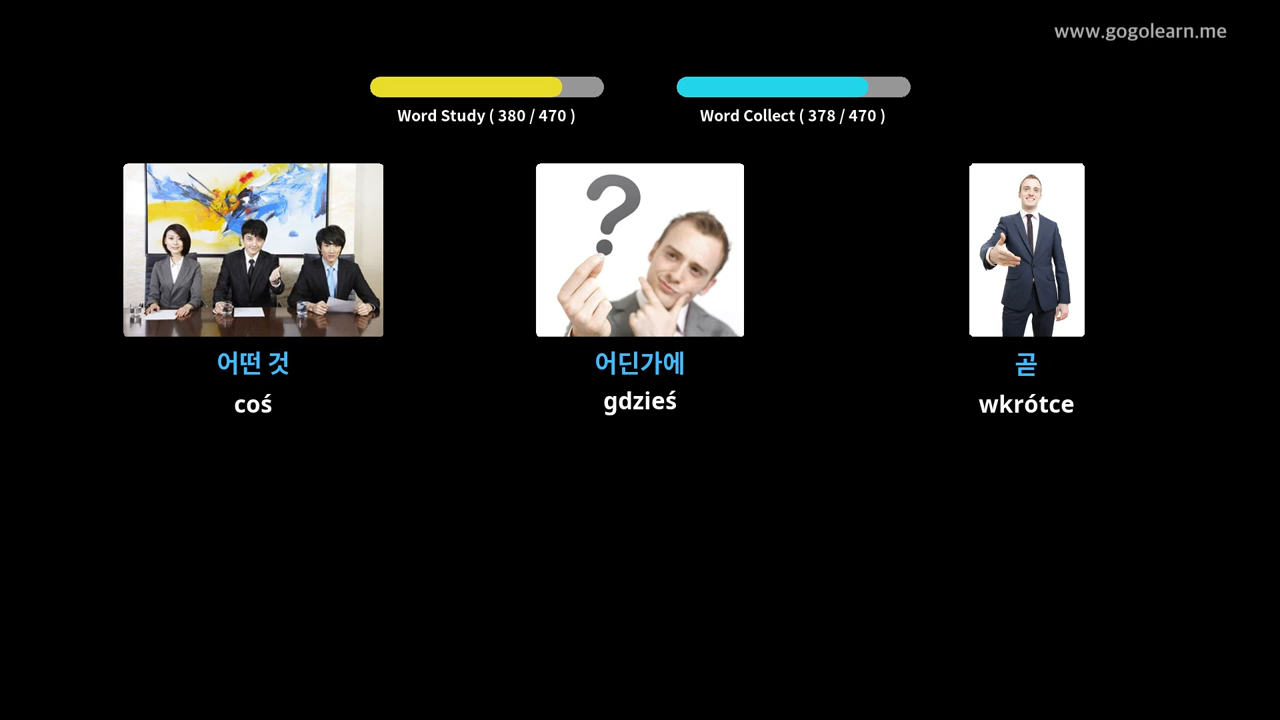 www.gogolearn.me
Word Study ( 380 / 470 )
Word Collect ( 378 / 470 )
어떤 것
어딘가에
곧
coś
gdzieś
wkrótce